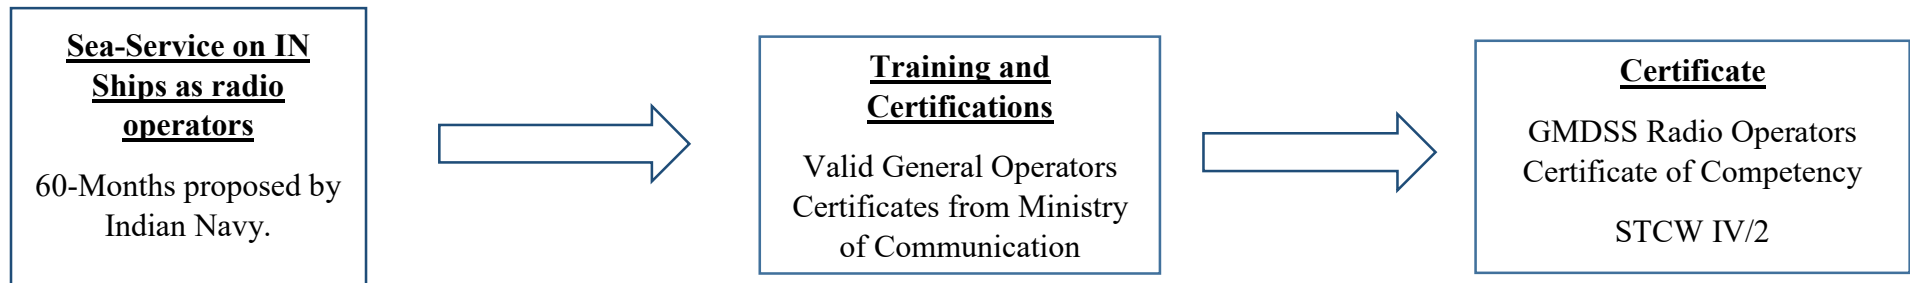 Sea-Service on IN
Ships as radio
operators
60-Months proposed by
Indian Navy.
Training and
Certifications
Valid General Operators
Certificates from Ministry
of Communication
Certificate
GMDSS Radio Operators
Certificate of Competency
STCW IV/2